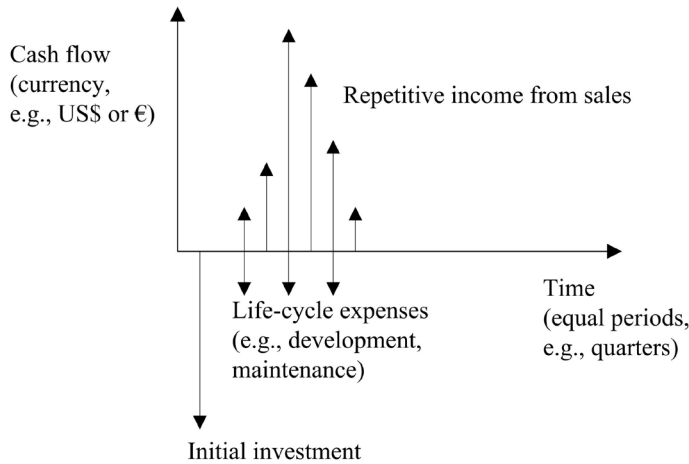 Cash flow
(currency,
e.g., US$ or €)
Repetitive income from sales
Time
(equal periods,
e.g., quarters)
Life-cycle expenses
(e.g., development,
maintenance)
Initial investment